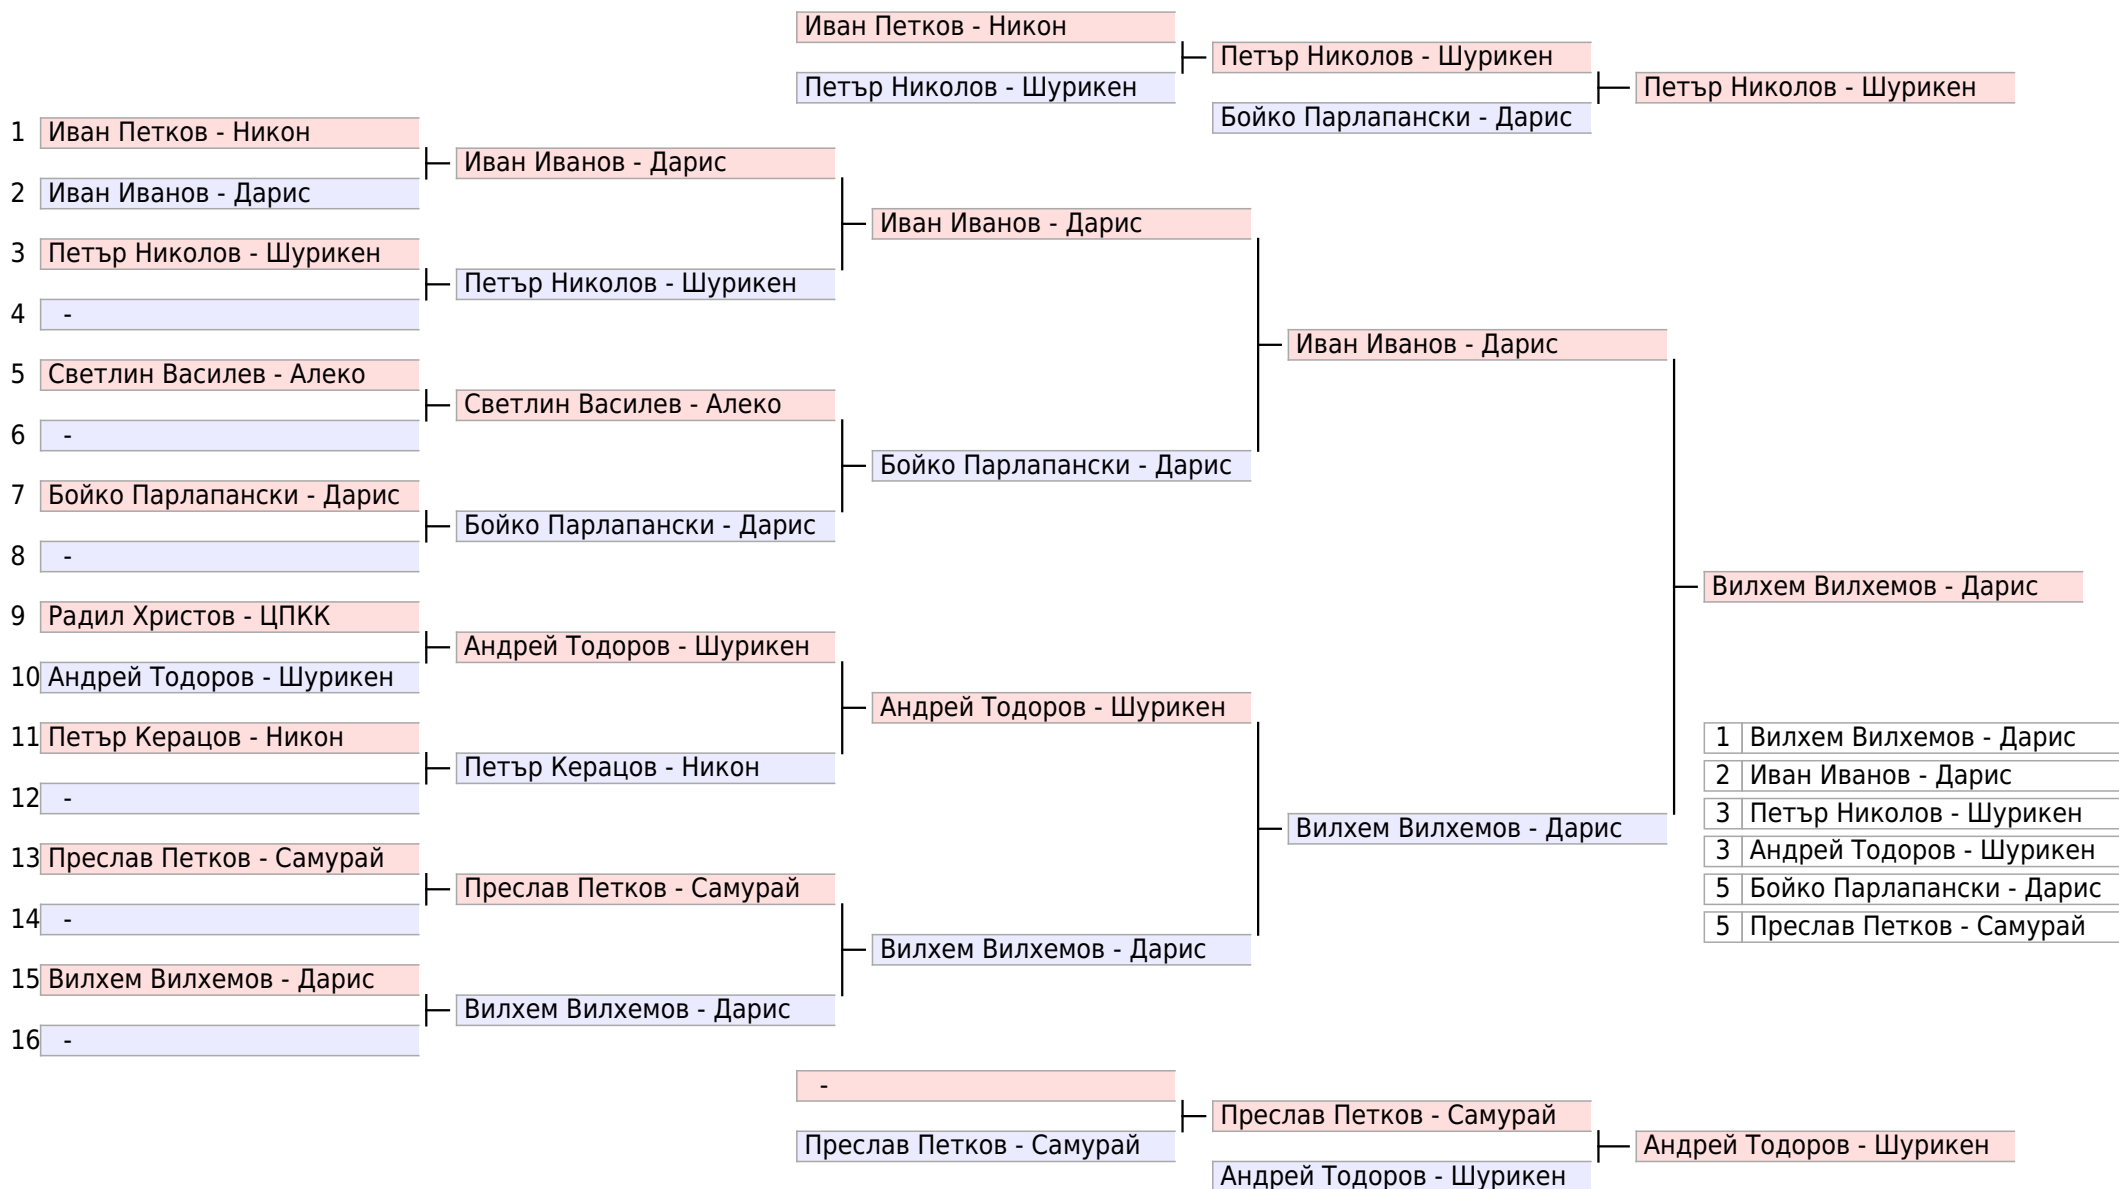 Иван Петков - Никон
Петър Николов - Шурикен
Петър Николов - Шурикен
Бойко Парлапански - Дарис
Петър Николов - Шурикен
1 Иван Петков - Никон
2 Иван Иванов - Дарис
3 Петър Николов - Шурикен
4 -
5 Светлин Василев - Алеко
6 -
7 Бойко Парлапански - Дарис
8 -
9 Радил Христов - ЦПКК
10 Андрей Тодоров - Шурикен
11 Петър Керацов - Никон
12 -
13 Преслав Петков - Самурай
14 -
15 Вилхем Вилхемов - Дарис
16 -
Иван Иванов - Дарис
Петър Николов - Шурикен
Светлин Василев - Алеко
Бойко Парлапански - Дарис
Андрей Тодоров - Шурикен
Петър Керацов - Никон
Преслав Петков - Самурай
Вилхем Вилхемов - Дарис
Иван Иванов - Дарис
Бойко Парлапански - Дарис
Андрей Тодоров - Шурикен
Вилхем Вилхемов - Дарис
Иван Иванов - Дарис
Вилхем Вилхемов - Дарис
Вилхем Вилхемов - Дарис
1 Вилхем Вилхемов - Дарис
2 Иван Иванов - Дарис
3 Петър Николов - Шурикен
3 Андрей Тодоров - Шурикен
5 Бойко Парлапански - Дарис
5 Преслав Петков - Самурай
-
Преслав Петков - Самурай
Преслав Петков - Самурай
Андрей Тодоров - Шурикен
Андрей Тодоров - Шурикен